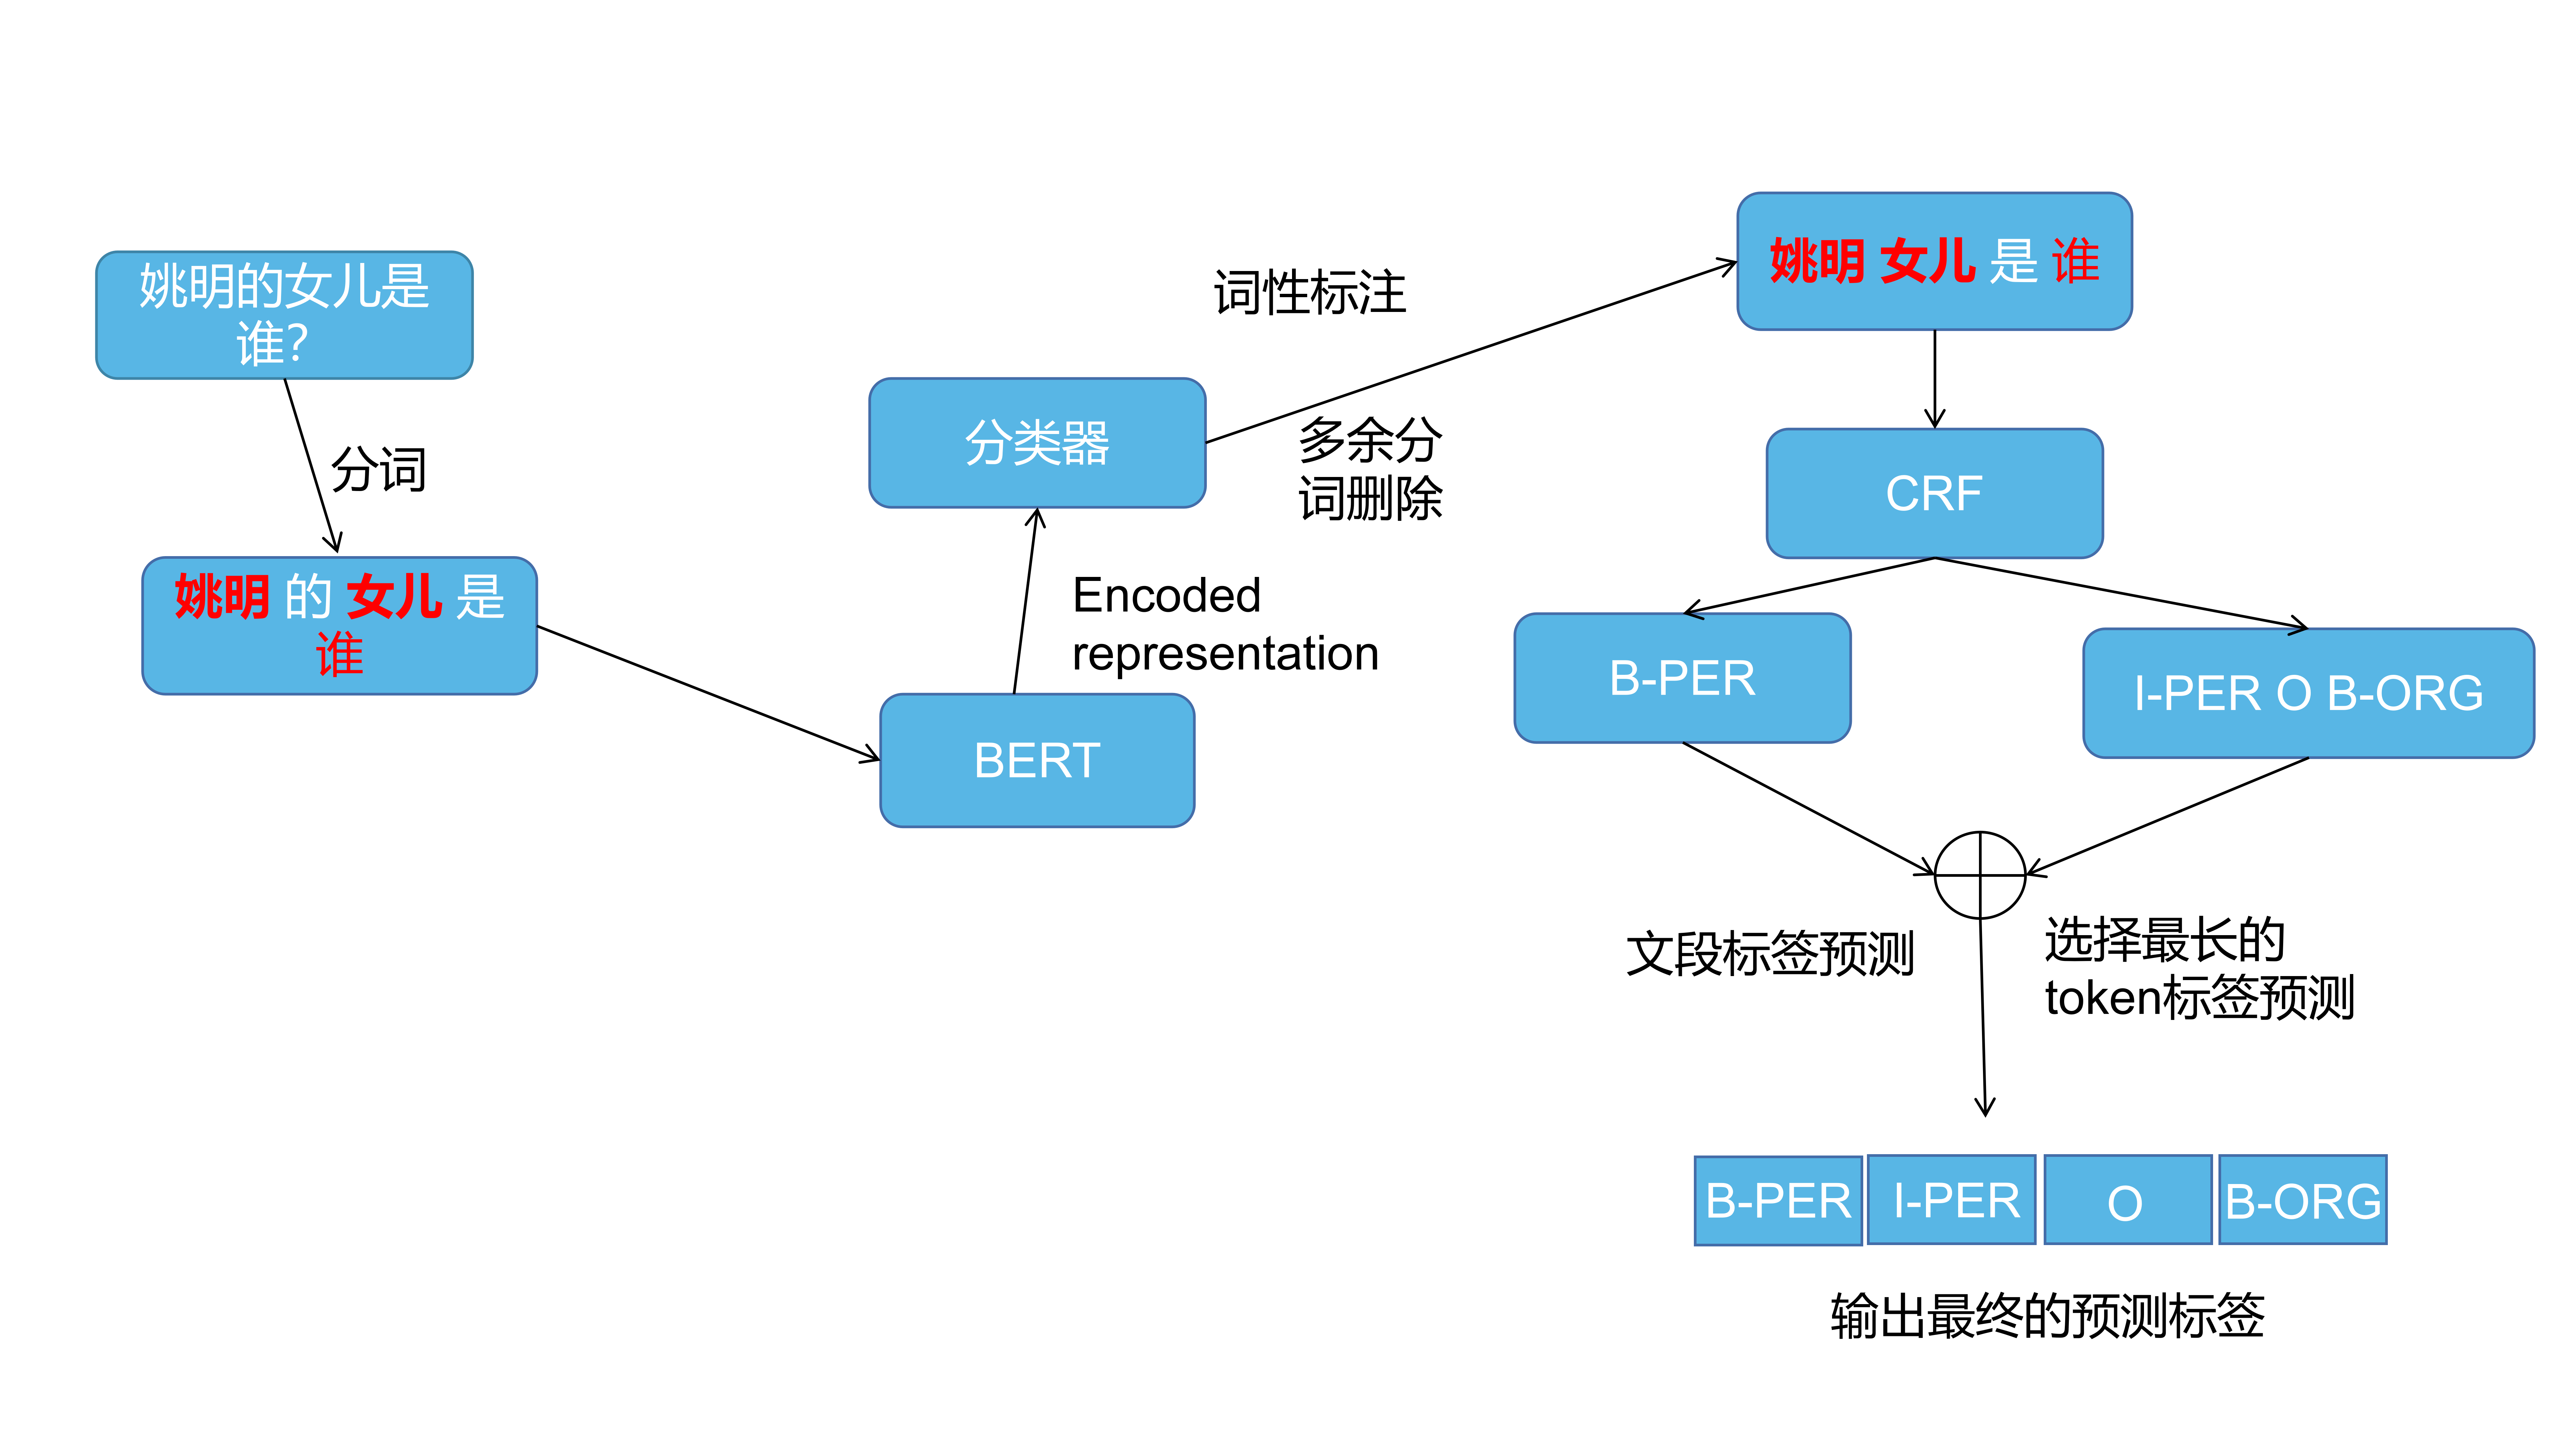 姚明的女儿是
谁?
分词
姚明 的 女儿 是
谁
BERT
Encoded
representation
分类器
词性标注
多余分
词删除
姚明 女儿 是 谁
CRF
B-PER
I-PER O B-ORG
文段标签预测
选择最长的
token标签预测
B-PER
I-PER
O
B-ORG
输出最终的预测标签